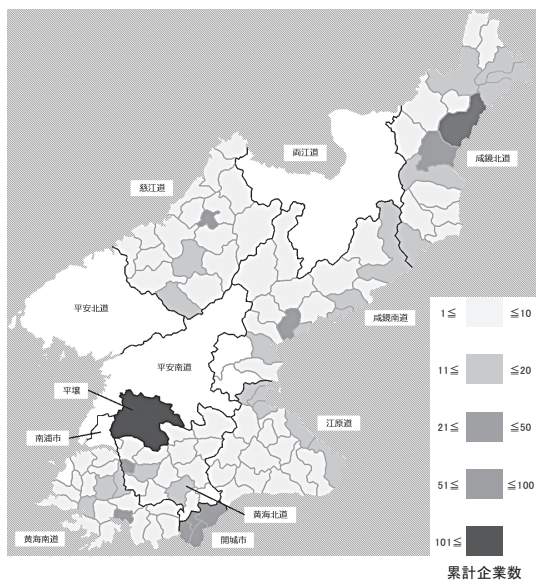 両江道
咸鏡北道
慈江道
平安北道
咸鏡南道
平安南道
平壌
南浦市
江原道
黄海北道
黄海南道
開城市
1≦ ≦10
11≦ ≦20
21≦ ≦50
51≦ ≦100
101≦
累計企業数